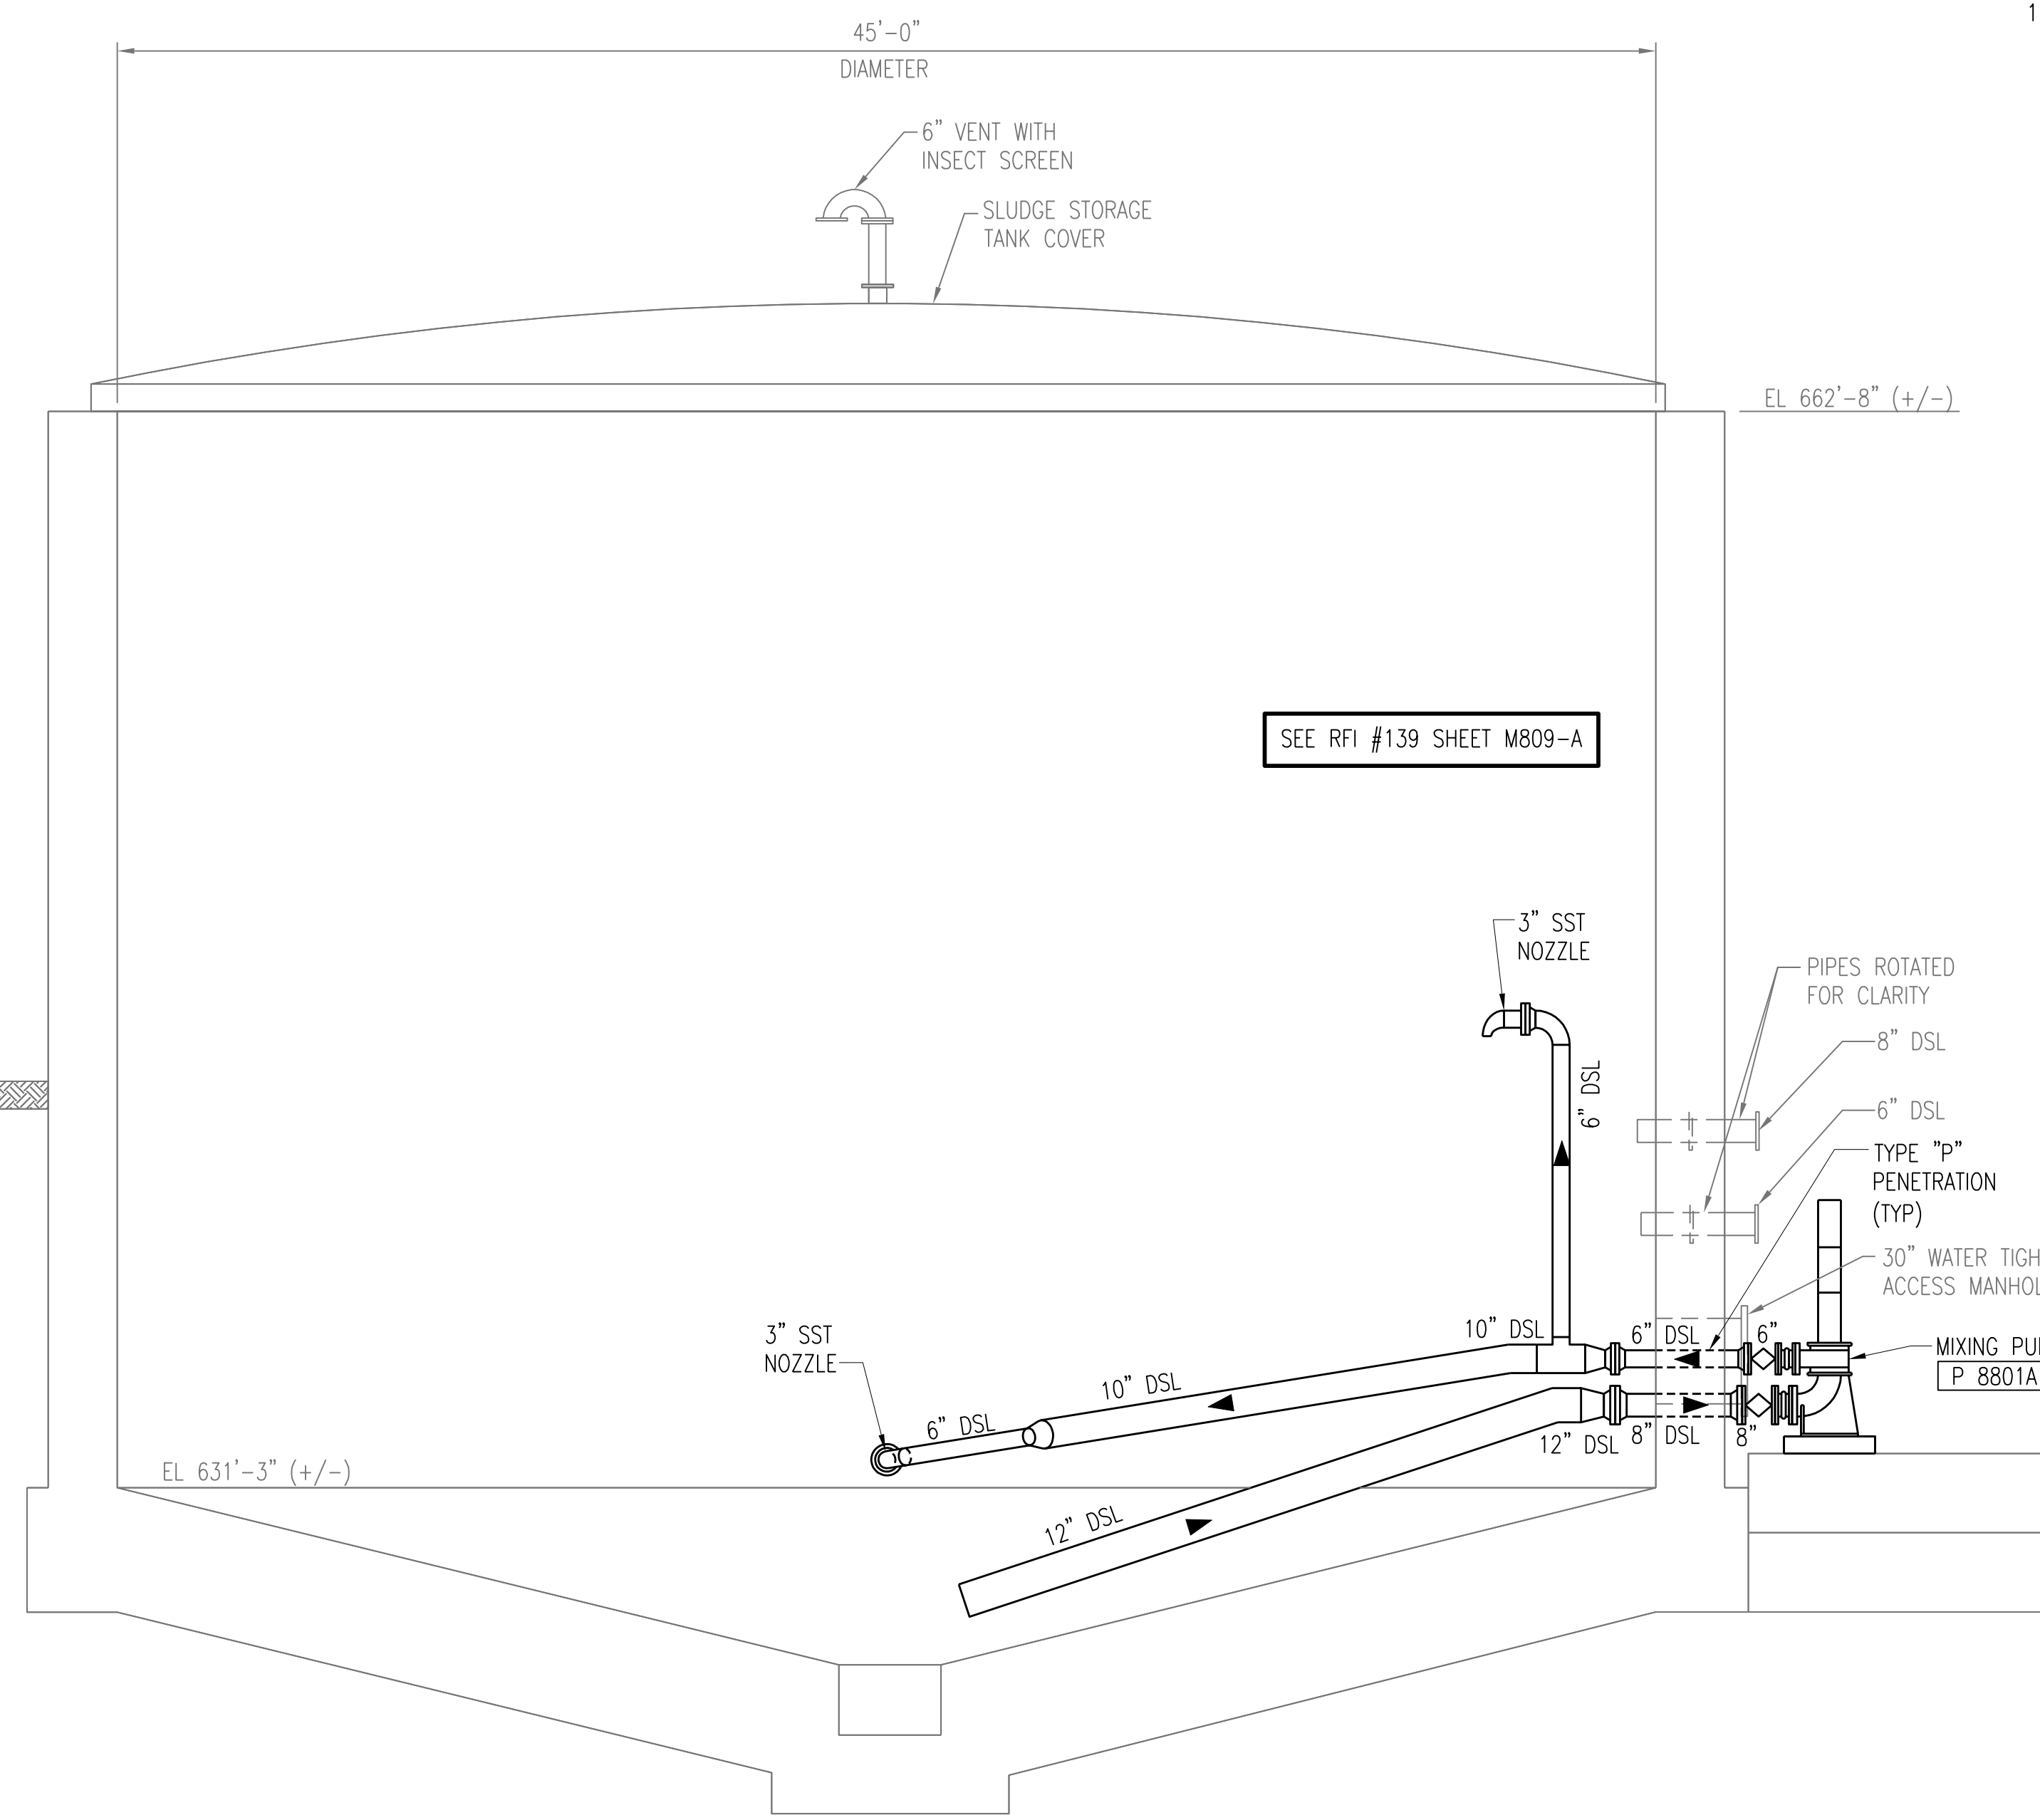 1
45'-0"
DIAMETER
6" VENT WITH
INSECT SCREEN
SLUDGE STORAGE
TANK COVER
EL 662'-8" (+/-)
SEE RFI #139 SHEET M809-A
3" SST
NOZZLE
PIPES ROTATED
FOR CLARITY
8" DSL
6" DSL
6" DSL
TYPE "P"
PENETRATION
(TYP)
30" WATER TIGH
ACCESS MANHOL
3" SST
NOZZLE
10" DSL
6" DSL
6"
MIXING PU
P 8801A
10" DSL
6" DSL
12" DSL
8" DSL
8"
EL 631'-3" (+/-)
12" DSL